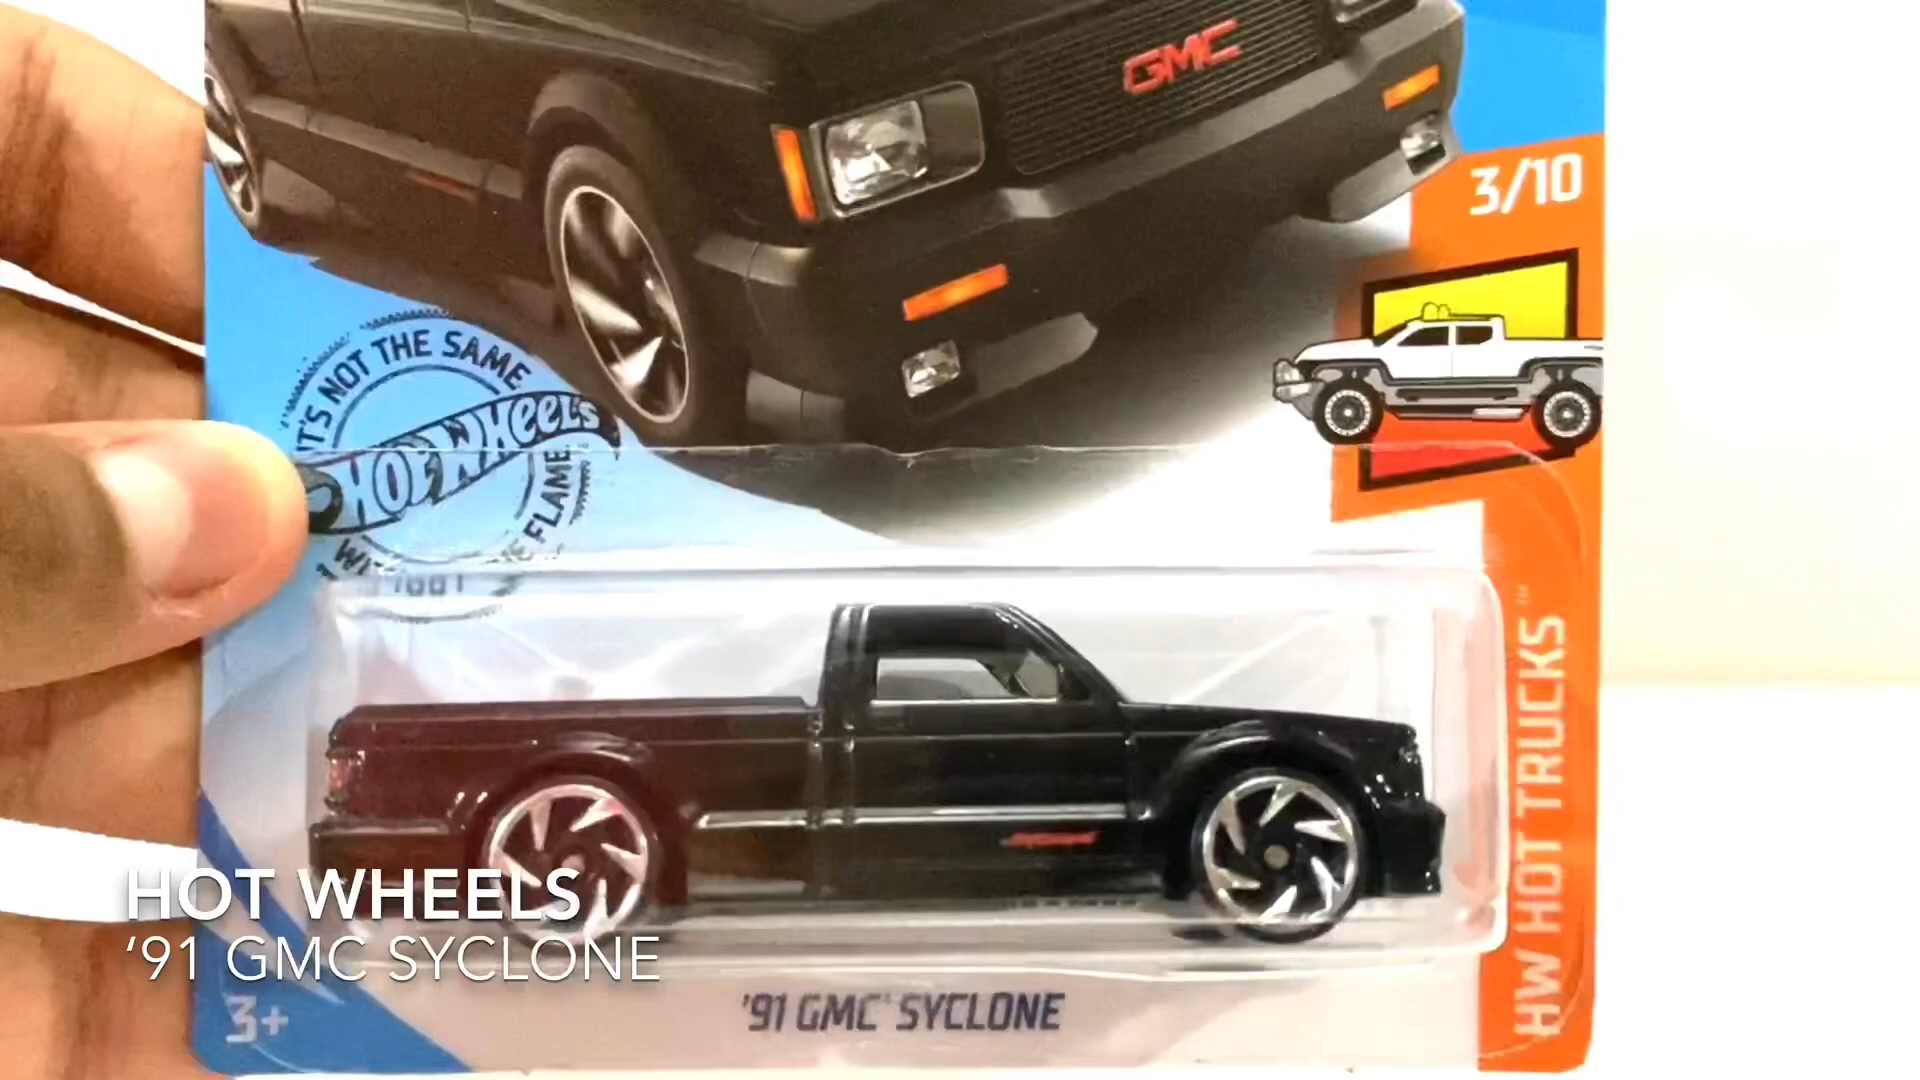 GMC
3/10
IT'S NOT THE SAME
Hot Wheels
FLAME
HW HOT TRUCKS™
HOT WHEELS
'91 GMC SYCLONE
3+
'91 GMC SYCLONE